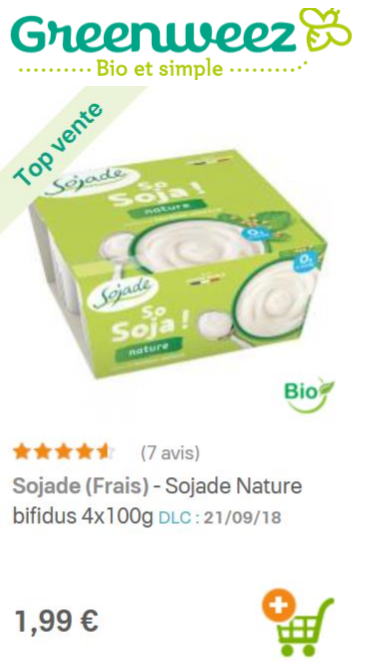 Greenweez
Bio et simple
Top vente
Sojade
So
Soja !
nature
Sojade
So
Soja !
nature
Bio
(7 avis)
Sojade (Frais) - Sojade Nature
bifidus 4x100g DLC : 21/09/18
1,99 €